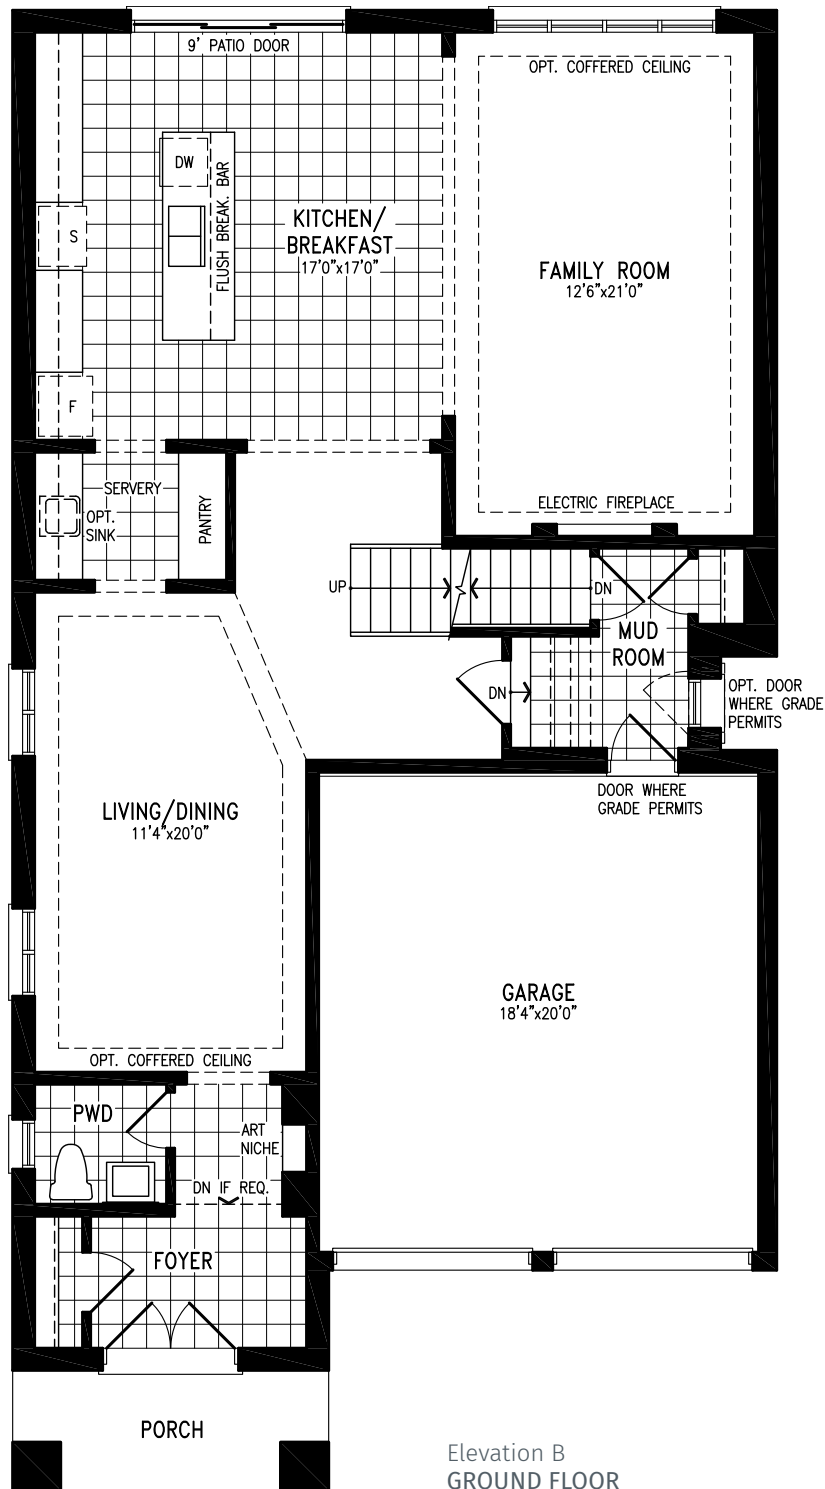 9' PATIO DOOR
OPT. COFFERED CEILING
DW
FLUSH BREAK. BAR
S
KITCHEN/
BREAKFAST
17'0"x17'0"
FAMILY ROOM
12'6"x21'0"
F
SERVERY
OPT.
SINK
PANTRY
ELECTRIC FIREPLACE
UP
DN
MUD
ROOM
DN
OPT. DOOR
WHERE GRADE
PERMITS
DOOR WHERE
GRADE PERMITS
LIVING/DINING
11'4"x20'0"
GARAGE
18'4"x20'0"
OPT. COFFERED CEILING
PWD
ART
NICHE
DN IF REQ.
FOYER
PORCH
Elevation B
GROUND FLOOR